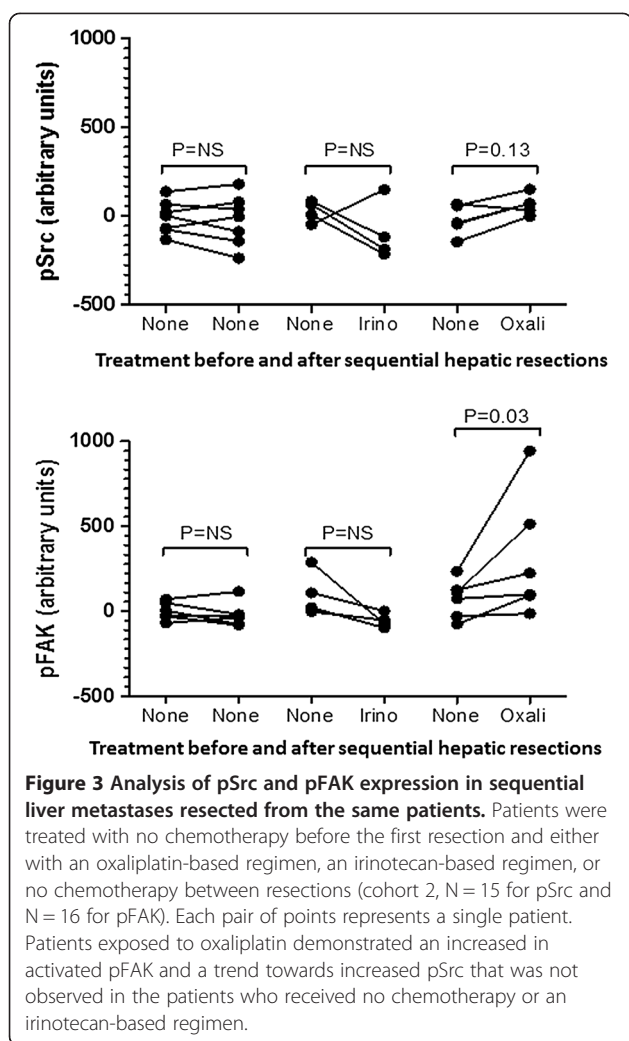 1000
500
0
-500
pSrc (arbitrary units)
P=NS P=NS P=0.13
None None None Irino None Oxali
Treatment before and after sequential hepatic resections
P=0.03
1000
500
0
-500
pFAK (arbitrary units)
P=NS P=NS
None None None Irino None Oxali
Treatment before and after sequential hepatic resections
Figure 3 Analysis of pSrc and pFAK expression in sequential
liver metastases resected from the same patients. Patients were
treated with no chemotherapy before the first resection and either
with an oxaliplatin-based regimen, an irinotecan-based regimen, or
no chemotherapy between resections (cohort 2, N = 15 for pSrc and
N = 16 for pFAK). Each pair of points represents a single patient.
Patients exposed to oxaliplatin demonstrated an increased in
activated pFAK and a trend towards increased pSrc that was not
observed in the patients who received no chemotherapy or an
irinotecan-based regimen.